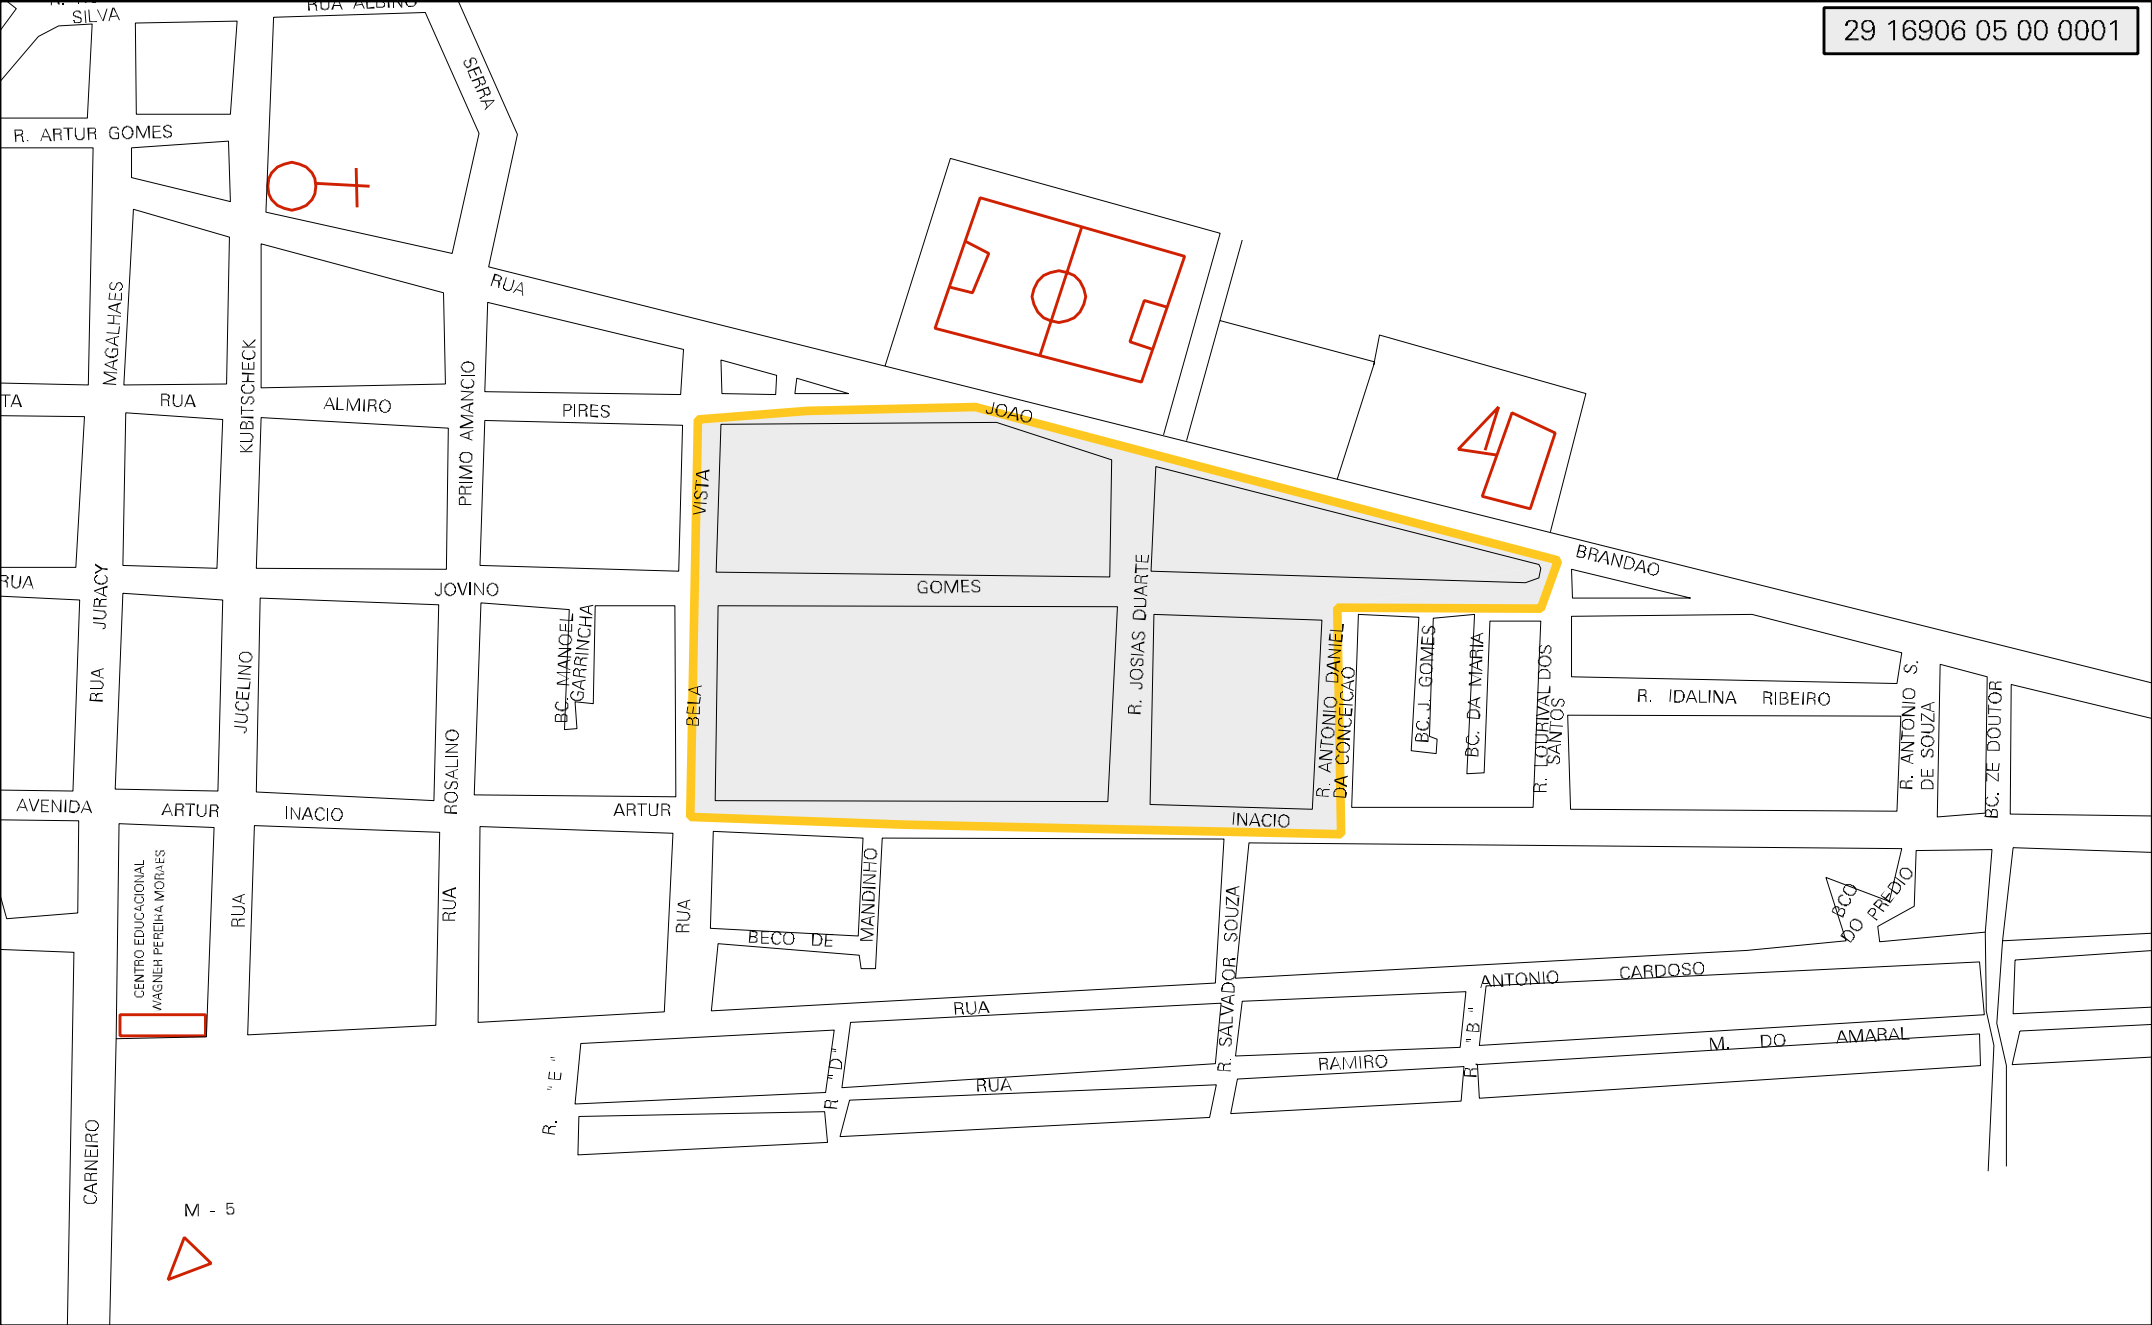 SILVA
RUA ALBINO
29 16906 05 00 0001
SERRA
R. ARTUR GOMES
RUA
MAGALHAES
KUBITSCHECK
PRIMO AMANCIO
TA
RUA
ALMIRO
PIRES
JOAO
VISTA
BRANDAO
RUA
JURACY
JOVINO
GOMES
R. JOSIAS DUARTE
BC. MANOEL
GARRINCHA
R. ANTONIO DANIEL
DA CONCEICAO
BC. J. GOMES
BC. DA MARIA
R. LOURIVAL DOS
SANTOS
R. IDALINA RIBEIRO
R. ANTONIO S.
DE SOUZA
BC. ZE DOUTOR
RUA
JUCELINO
BELA
ROSALINO
AVENIDA
ARTUR
INACIO
ARTUR
INACIO
CENTRO EDUCACIONAL
WAGNER PEREIRA MORAES
RUA
RUA
RUA
MANDINHO
BECO DE
R. SALVADOR SOUZA
BCO
DO PREDIO
ANTONIO
CARDOSO
RUA
R. "E"
R "D"
RUA
RAMIRO
R "B"
M. DO AMARAL
CARNEIRO
M - 5